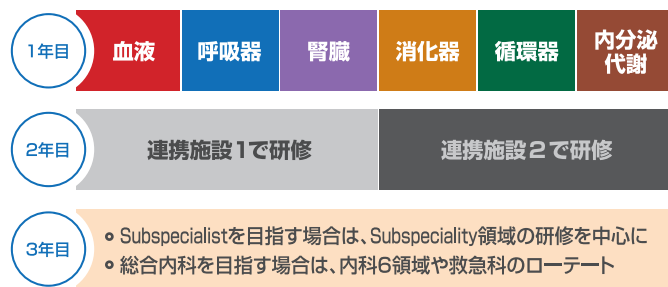 1年目
血液
呼吸器
腎臓
消化器
循環器
内分泌
代謝
2年目
連携施設1で研修
連携施設2で研修
3年目
Subspecialistを目指す場合は、Subspeciality領域の研修を中心に
総合内科を目指す場合は、内科6領域や救急科のローテート